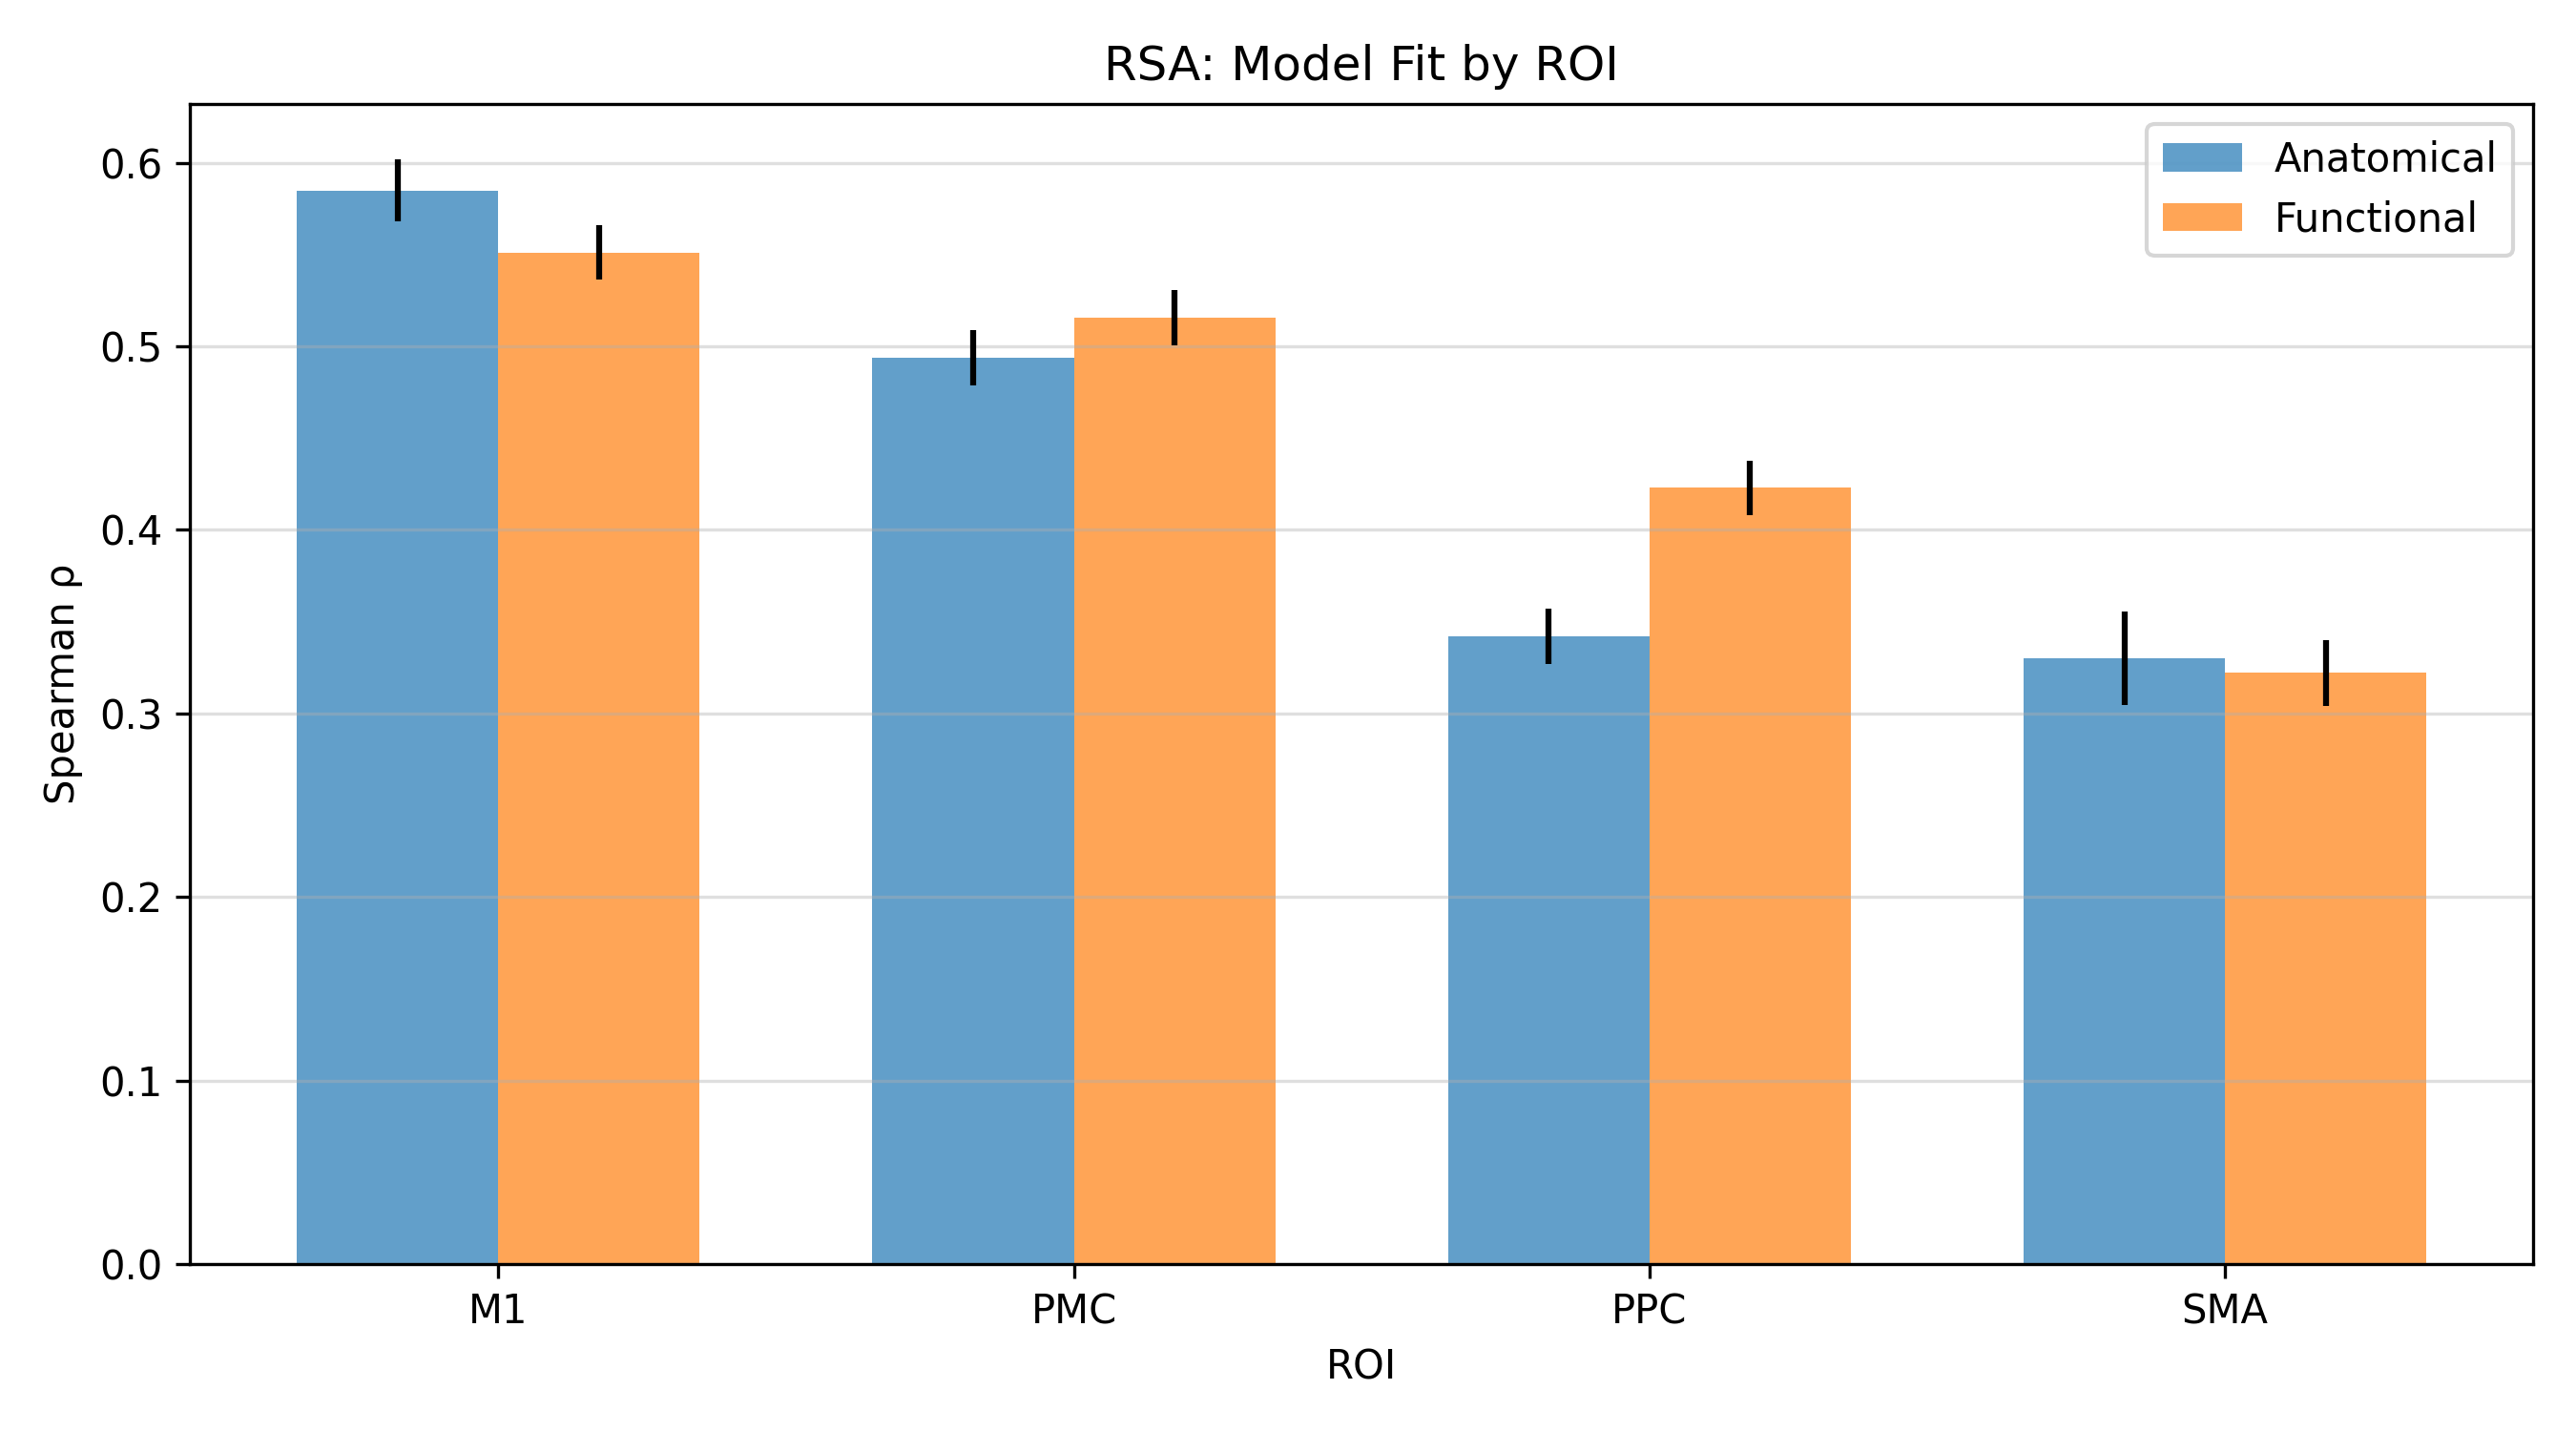 RSA: Model Fit by ROI
Anatomical
Functional
0.6
0.5
0.4
0.3
0.2
0.1
0.0
Spearman ρ
M1
PMC
PPC
SMA
ROI